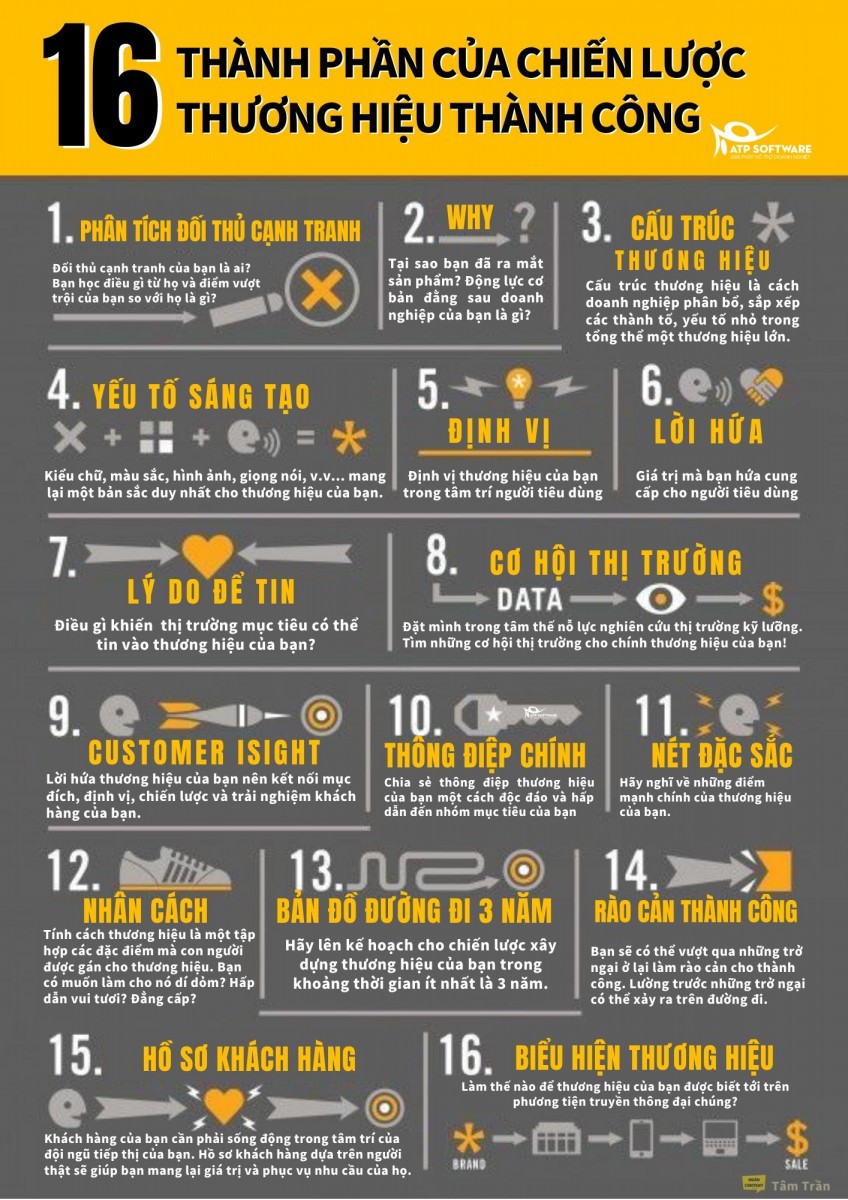 16
THÀNH PHẦN CỦA CHIẾN LƯỢC
THƯƠNG HIỆU THÀNH CÔNG
ATP SOFTWARE
1. PHÂN TÍCH ĐỐI THỦ CẠNH TRANH
Đối thủ cạnh tranh của bạn là ai?
Bạn học điều gì từ họ và điểm vượt
trội của bạn so với họ là gì?
2. WHY ?
Tại sao bạn đã ra mắt
sản phẩm? Động lực cơ
bản đằng sau doanh
nghiệp của bạn là gì?
3. CẤU TRÚC
THƯƠNG HIỆU
Cấu trúc thương hiệu là cách
doanh nghiệp phân bổ, sắp xếp
các thành tố, yếu tố nhỏ trong
tổng thể một thương hiệu lớn.
4. YẾU TỐ SÁNG TẠO
Kiểu chữ, màu sắc, hình ảnh, giọng nói, v.v... mang
lại một bản sắc duy nhất cho thương hiệu của bạn.
5.
ĐỊNH VỊ
Định vị thương hiệu của bạn
trong tâm trí người tiêu dùng
6.
LỜI HỨA
Giá trị mà bạn hứa cung
cấp cho người tiêu dùng
7.
LÝ DO ĐỂ TIN
Điều gì khiến thị trường mục tiêu có thể
tin vào thương hiệu của bạn?
8. CƠ HỘI THỊ TRƯỜNG
DATA $
Đặt mình trong tâm thế nỗ lực nghiên cứu thị trường kỹ lưỡng.
Tìm những cơ hội thị trường cho chính thương hiệu của bạn!
9.
CUSTOMER ISIGHT
Lời hứa thương hiệu của bạn nên kết nối mục
đích, định vị, chiến lược và trải nghiệm khách
hàng của bạn.
10.
ATP SOFTWARE
THÔNG ĐIỆP CHÍNH
Chia sẻ thông điệp thương hiệu
của bạn một cách độc đáo và hấp
dẫn đến nhóm mục tiêu của bạn
11.
NÉT ĐẶC SẮC
Hãy nghĩ về những điểm
mạnh chính của thương hiệu
của bạn.
12.
NHÂN CÁCH
Tính cách thương hiệu là một tập
hợp các đặc điểm mà con người
được gán cho thương hiệu. Bạn
có muốn làm cho nó dí dỏm? Hấp
dẫn vui tươi? Đẳng cấp?
13.
BẢN ĐỒ ĐƯỜNG ĐI 3 NĂM
Hãy lên kế hoạch cho chiến lược xây
dựng thương hiệu của bạn trong
khoảng thời gian ít nhất là 3 năm.
14.
RÀO CẢN THÀNH CÔNG
Bạn sẽ có thể vượt qua những trở
ngại ở lại làm rào cản cho thành
công. Lường trước những trở ngại
có thể xảy ra trên đường đi.
15. HỒ SƠ KHÁCH HÀNG
Khách hàng của bạn cần phải sống động trong tâm trí của
đội ngũ tiếp thị của bạn. Hồ sơ khách hàng dựa trên người
thật sẽ giúp bạn mang lại giá trị và phục vụ nhu cầu của họ.
16. BIỂU HIỆN THƯƠNG HIỆU
Làm thế nào để thương hiệu của bạn được biết tới trên
phương tiện truyền thông đại chúng?
$
BRAND SALE
Tâm Trần